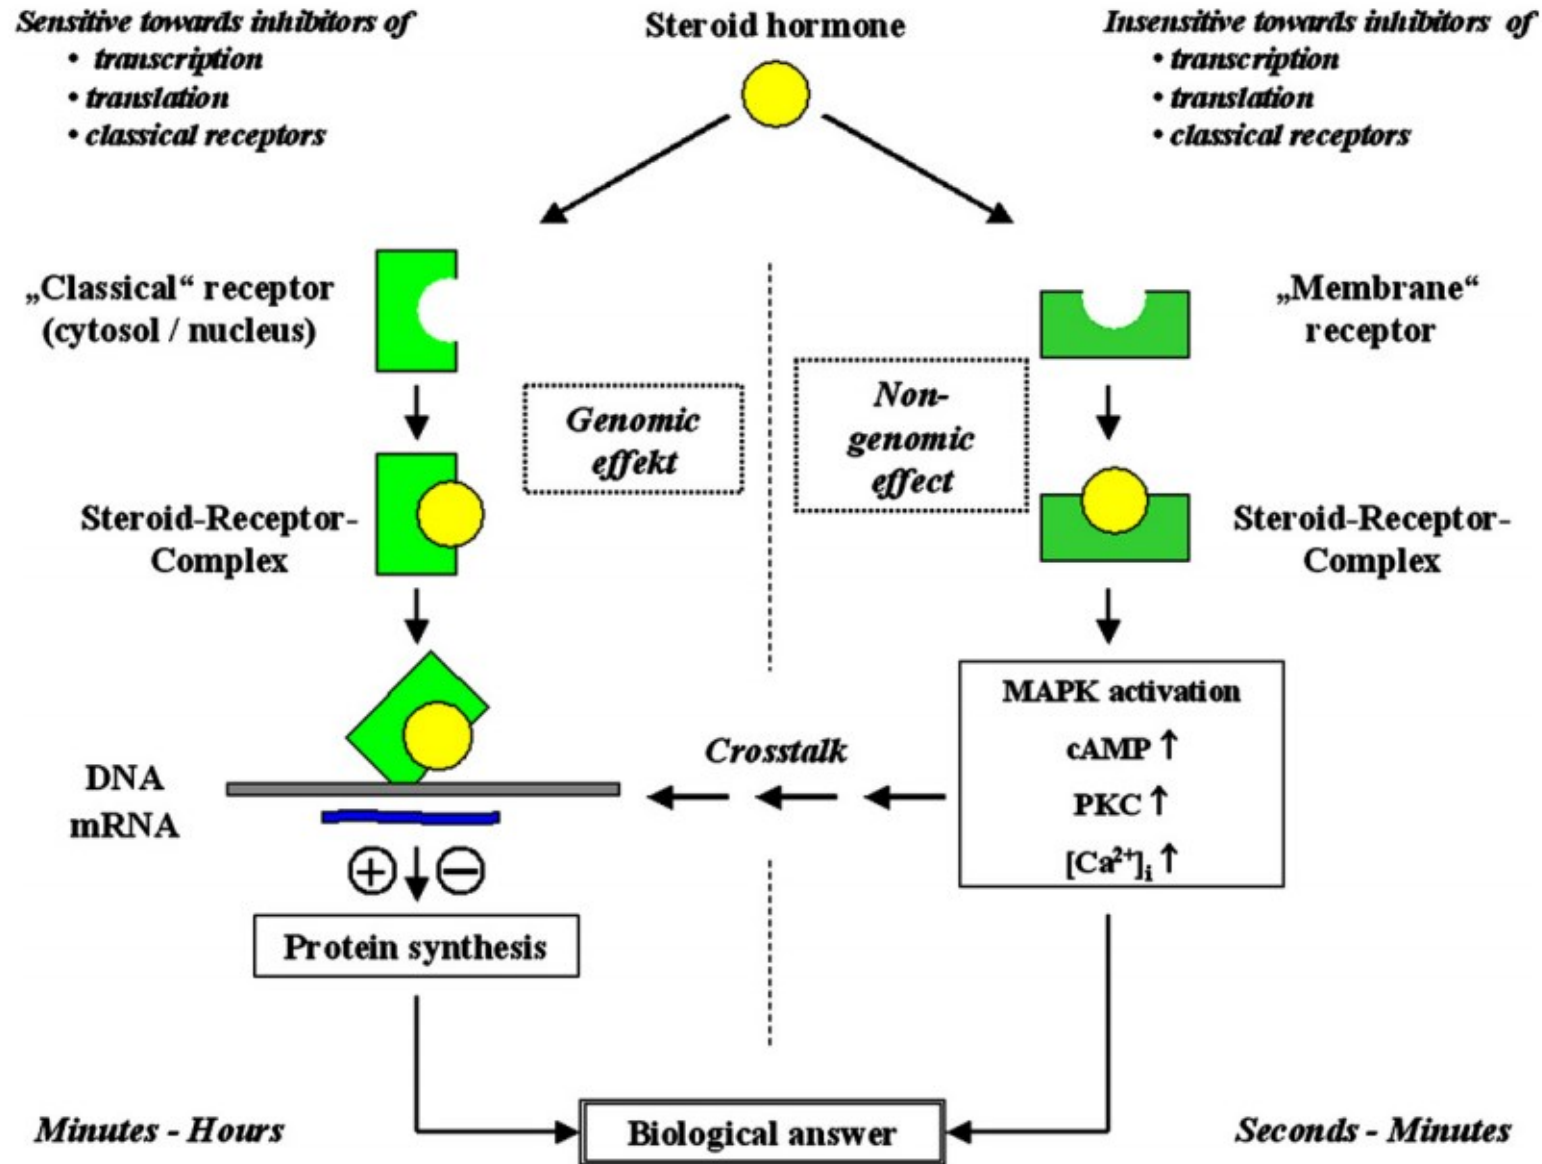 Sensitive towards inhibitors of
• transcription
• translation
• classical receptors
Steroid hormone
Insensitive towards inhibitors of
• transcription
• translation
• classical receptors
„Classical“ receptor
(cytosol / nucleus)
„Membrane“
receptor
Genomic
effekt
Non-
genomic
effect
Steroid-Receptor-
Complex
Steroid-Receptor-
Complex
DNA
mRNA
+ −
Protein synthesis
Crosstalk
MAPK activation
cAMP ↑
PKC ↑
[Ca²⁺]ᵢ ↑
Minutes - Hours
Biological answer
Seconds - Minutes